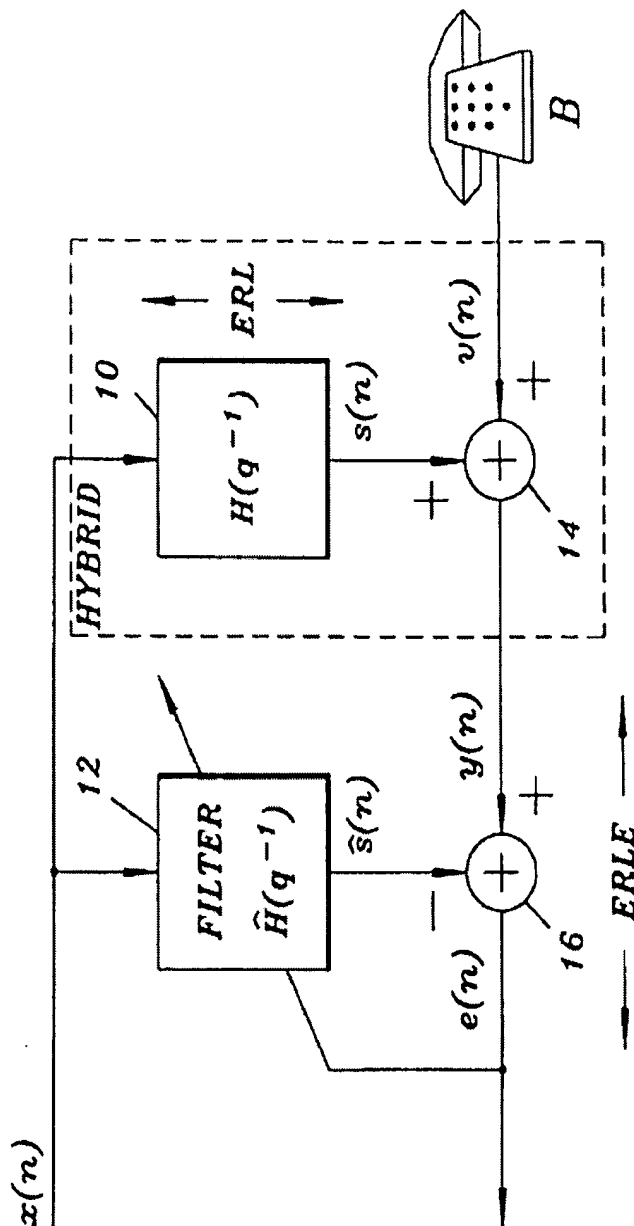 x(n)
12
FILTER
Ĥ(q⁻¹)
ŝ(n)
−
e(n)
16
+
y(n)
ERLE
HYBRID
10
H(q⁻¹)
ERL
s(n)
+
+
14
+
v(n)
+
B